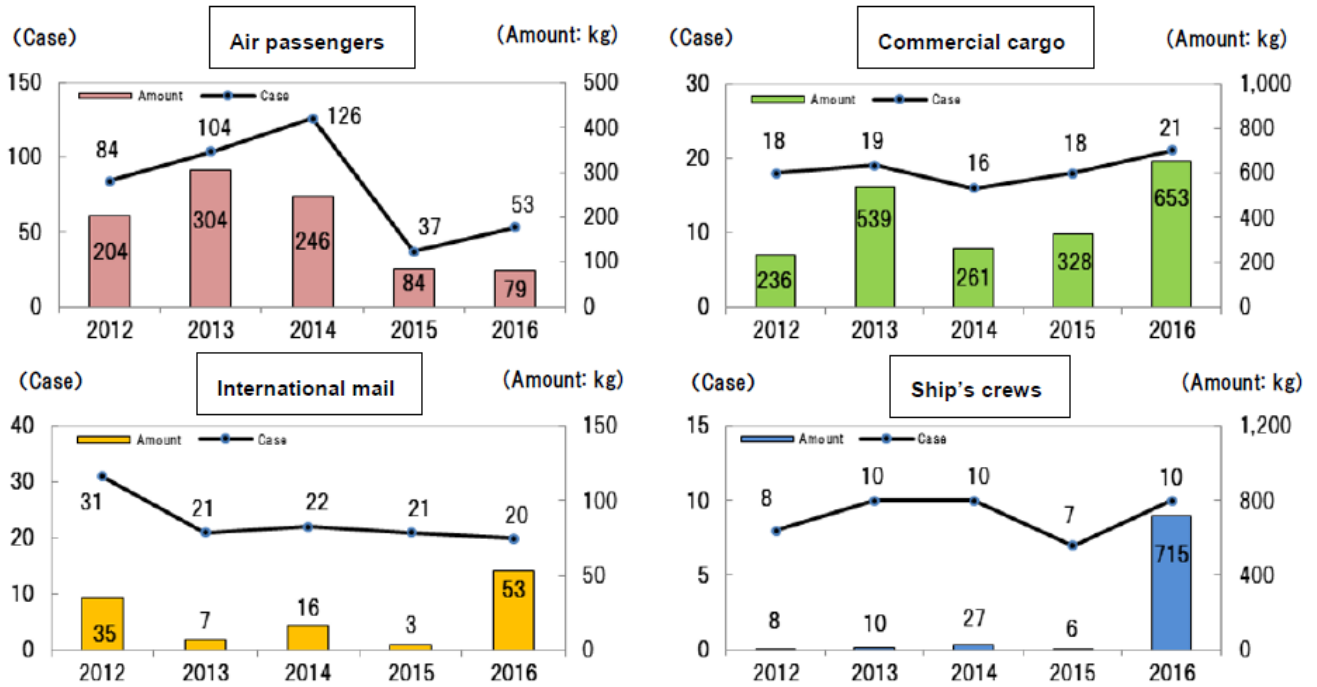 (Case) Air passengers (Amount: kg)
150 500
Amount Case
126
104
84
400
100
300
53
37
50
200
304
246
204
100
84
79
0 0
2012 2013 2014 2015 2016
(Case) Commercial cargo (Amount: kg)
30 1,000
Amount Case
18 19 16 18 21
800
20
600
653
539
10
400
328
261
236
200
0 0
2012 2013 2014 2015 2016
(Case) International mail (Amount: kg)
40 150
Amount Case
31 21 22 21 20
30
100
20
50
53
10
35 7 16 3
0 0
2012 2013 2014 2015 2016
(Case) Ship's crews (Amount: kg)
15 1,200
Amount Case
8 10 10 7 10
10 800
715
5 400
8 10 27 6
0 0
2012 2013 2014 2015 2016